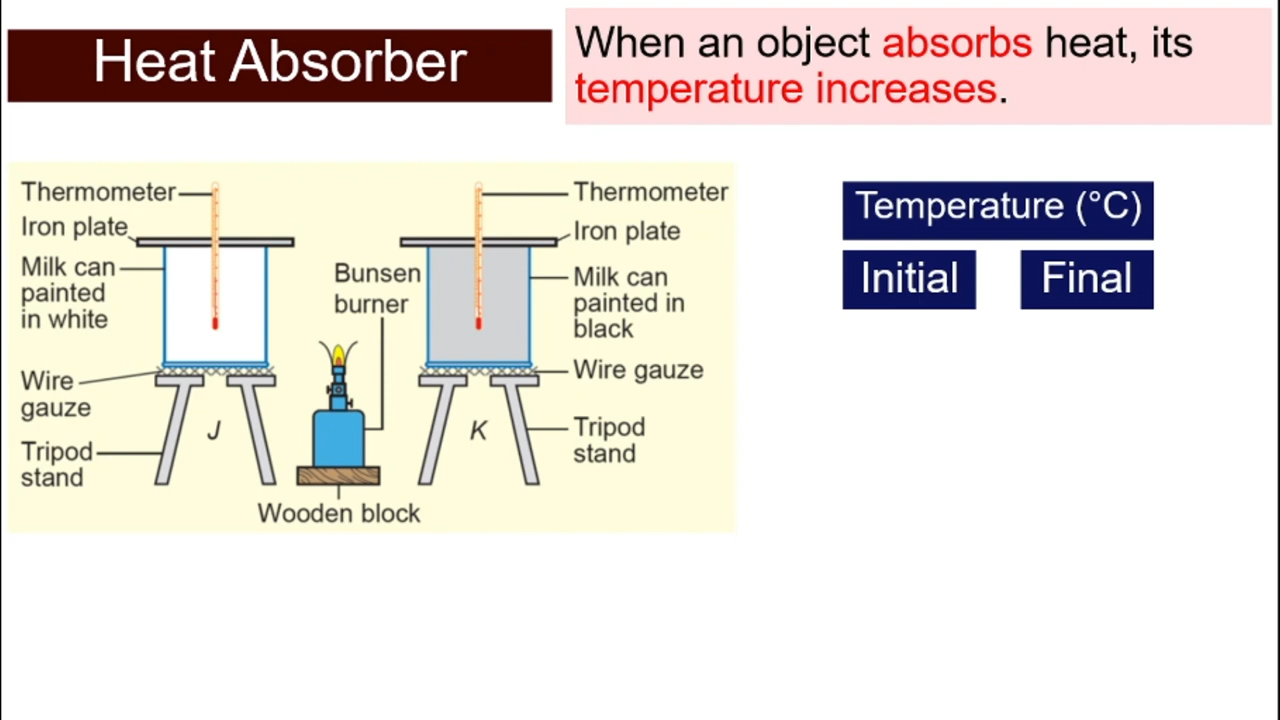 Heat Absorber
When an object absorbs heat, its
temperature increases.
Thermometer
Iron plate
Milk can
painted
in white
Wire
gauze
Tripod
stand
J
Bunsen
burner
Wooden block
K
Thermometer
Iron plate
Milk can
painted in
black
Wire gauze
Tripod
stand
Temperature (°C)
Initial
Final